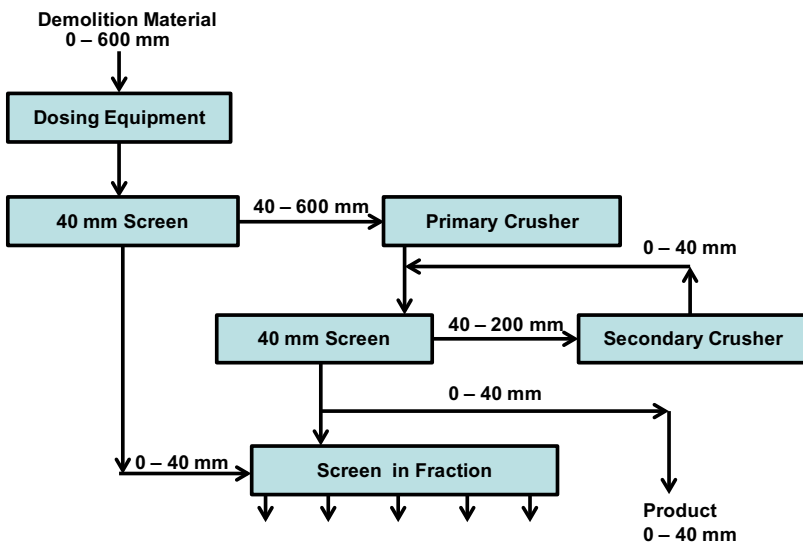 Demolition Material
0 – 600 mm
Dosing Equipment
40 mm Screen
40 – 600 mm
Primary Crusher
0 – 40 mm
40 mm Screen
40 – 200 mm
Secondary Crusher
0 – 40 mm
0 – 40 mm
Screen in Fraction
Product
0 – 40 mm